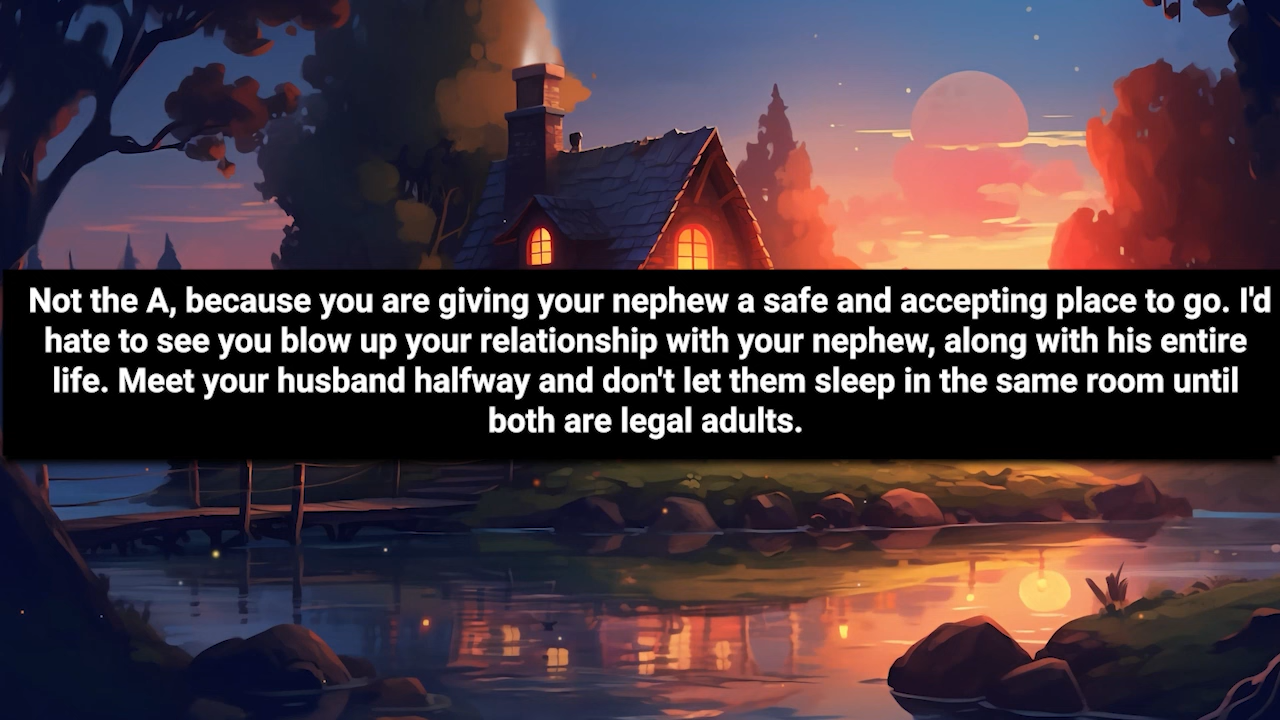 Not the A, because you are giving your nephew a safe and accepting place to go. I'd
hate to see you blow up your relationship with your nephew, along with his entire
life. Meet your husband halfway and don't let them sleep in the same room until
both are legal adults.